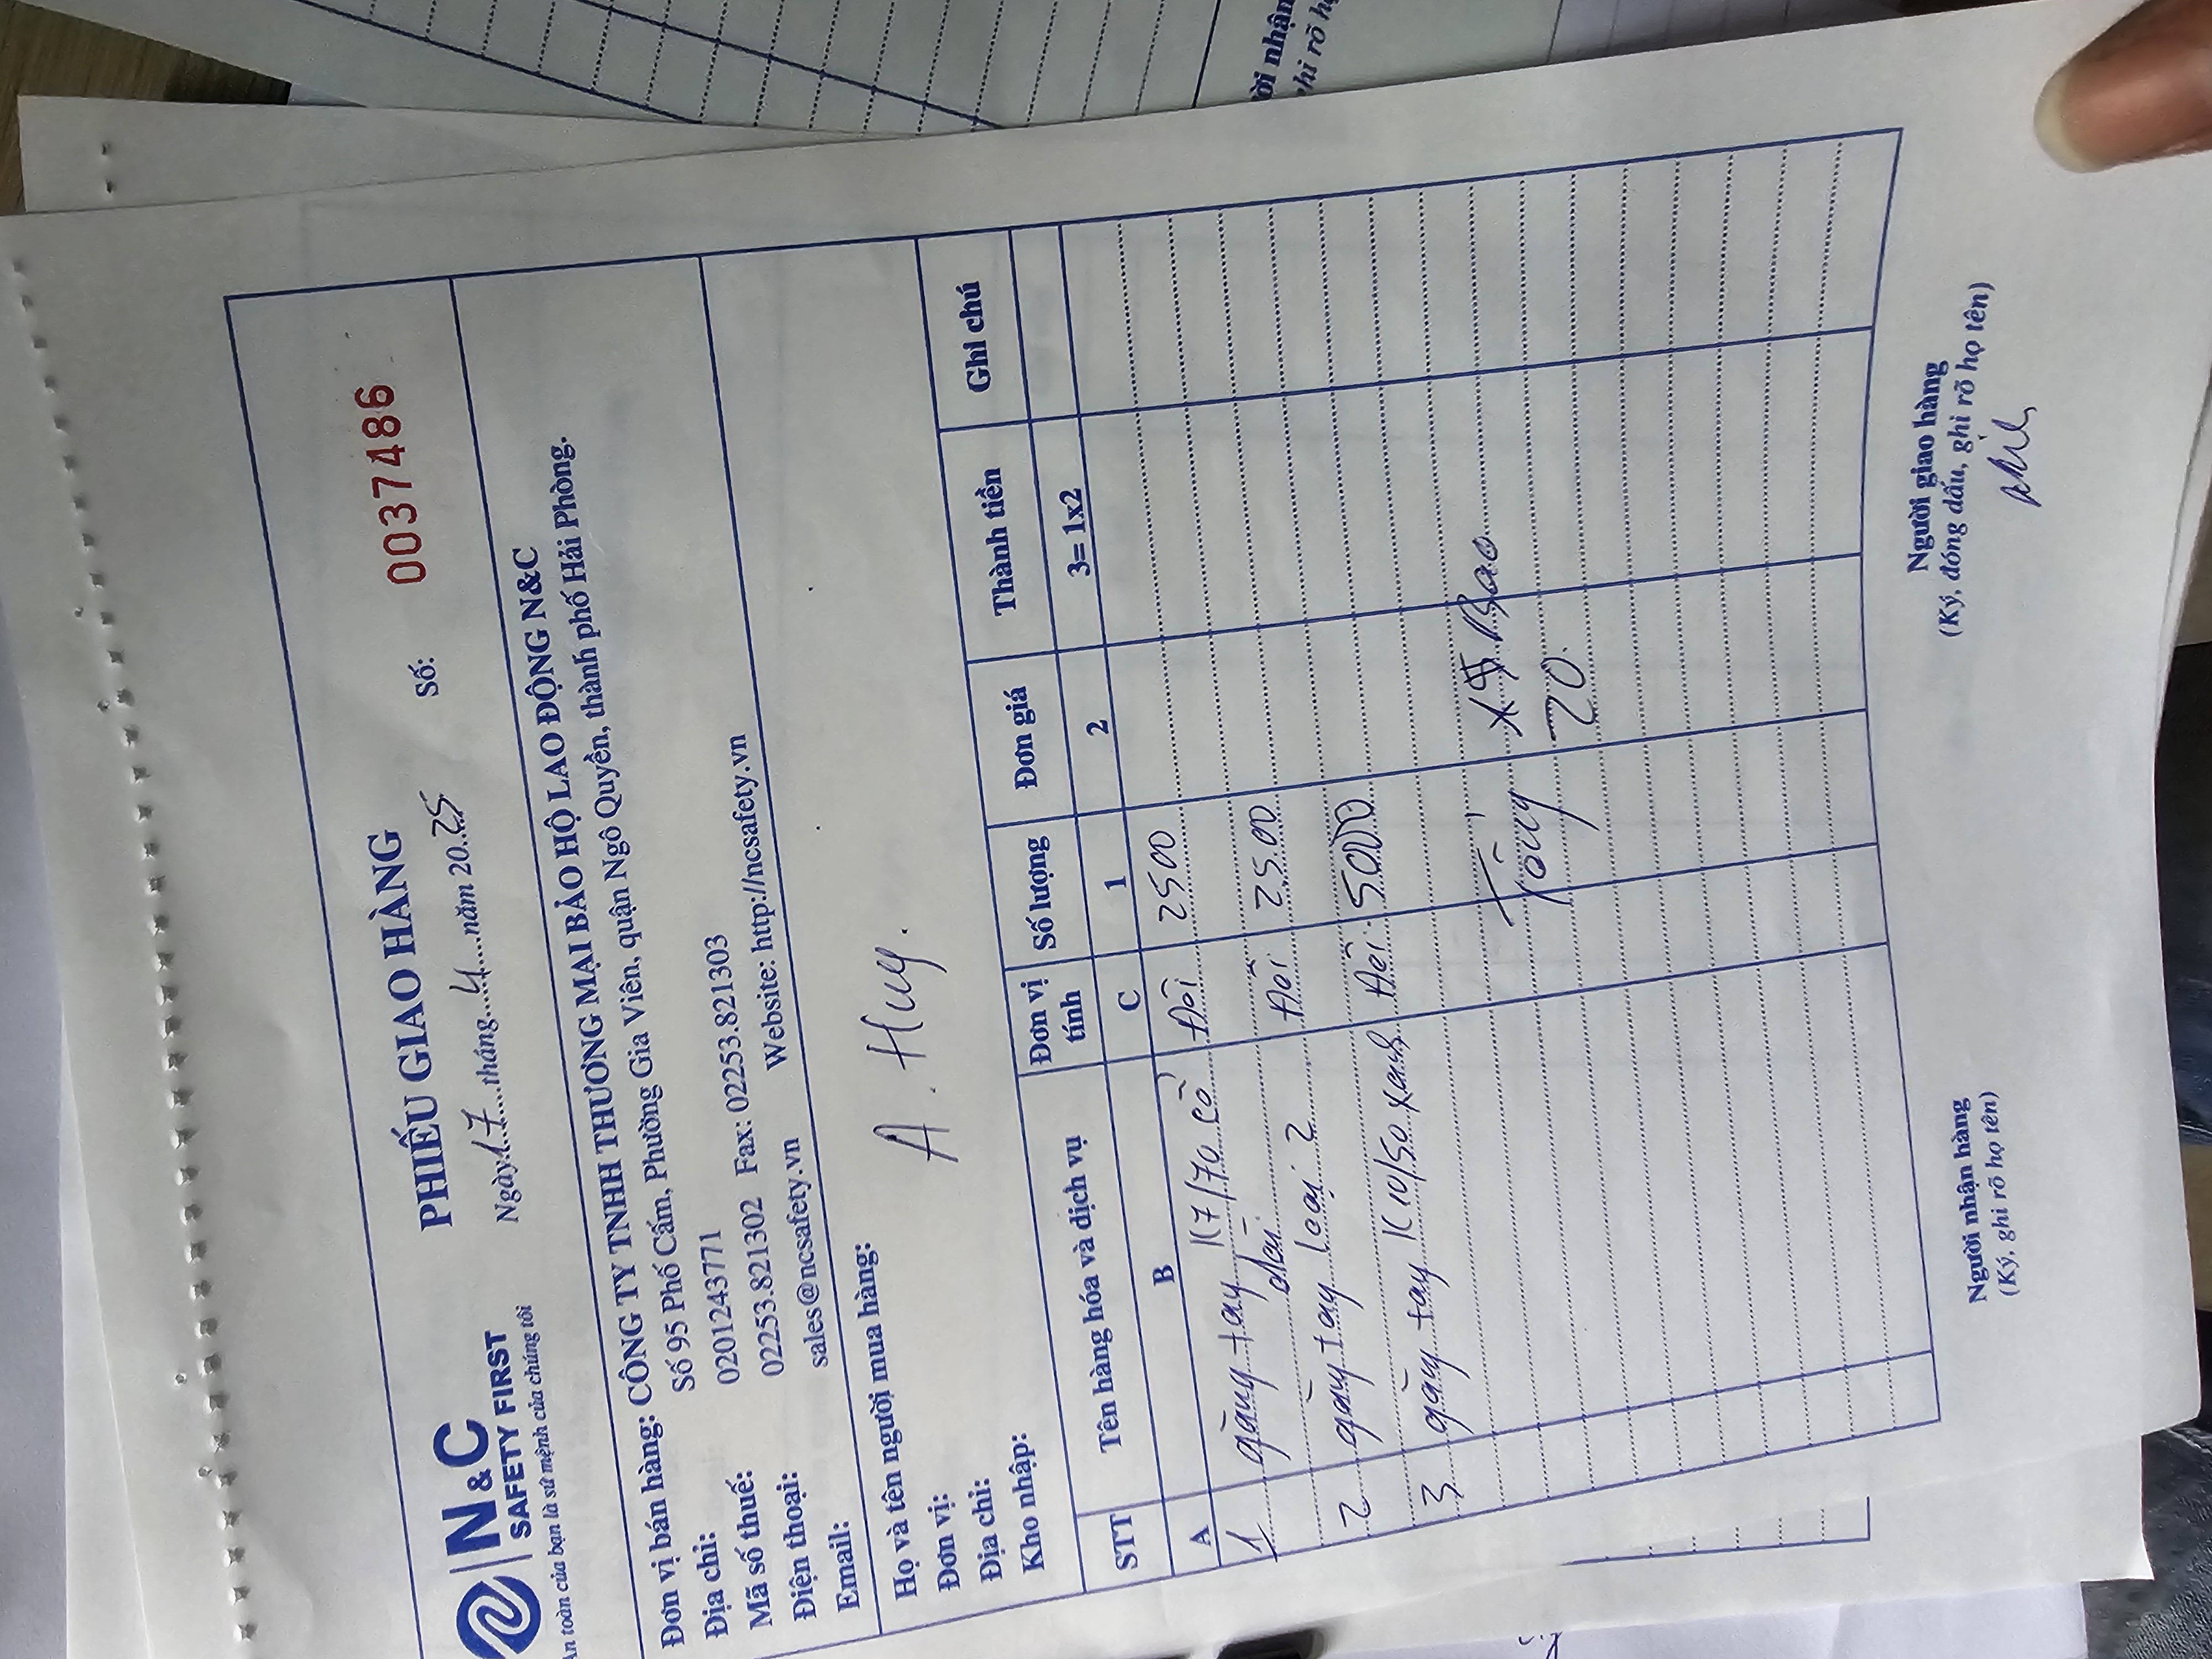 N&C
SAFETY FIRST
An toàn của bạn là sứ mệnh của chúng tôi
PHIẾU GIAO HÀNG
Ngày 17 tháng 4 năm 2025
Số: 0037486
Đơn vị bán hàng: CÔNG TY TNHH THƯƠNG MẠI BẢO HỘ LAO ĐỘNG N&C
Địa chỉ: Số 95 Phố Cấm, Phường Gia Viên, quận Ngô Quyền, thành phố Hải Phòng.
Mã số thuế: 0201243771
Điện thoại: 02253.821302 Fax: 02253.821303
Email: sales@ncsafety.vn Website: http://ncsafety.vn
Họ và tên người mua hàng:
Đơn vị: A. Huy.
Địa chỉ:
Kho nhập:
STT Tên hàng hóa và dịch vụ Đơn vị tính Số lượng Đơn giá Thành tiền Ghi chú
A B C 1 2 3= 1x2
1 găng tay K7/70 cổ Đôi 2500
2 găng tay loại 2 Đôi 2500
3 găng tay K10/50 xanh Đôi 5000
Tổng 20 Bao
Người nhận hàng
(Ký, ghi rõ họ tên)
Người giao hàng
(Ký, đóng dấu, ghi rõ họ tên)
ời nhận
ghi rõ họ